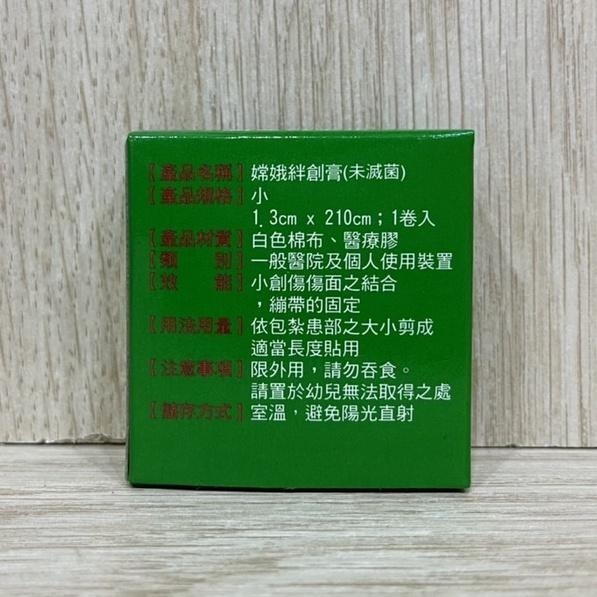 【產品名稱】嫦娥絆創膏(未滅菌)
【產品規格】小
1.3cm x 210cm；1卷入
【產品材質】白色棉布、醫療膠
【類　別】一般醫院及個人使用裝置
【效　能】小創傷傷面之結合
，繃帶的固定
【用法用量】依包紮患部之大小剪成
適當長度貼用
【注意事項】限外用，請勿吞食。
請置於幼兒無法取得之處
【儲存方式】室溫，避免陽光直射